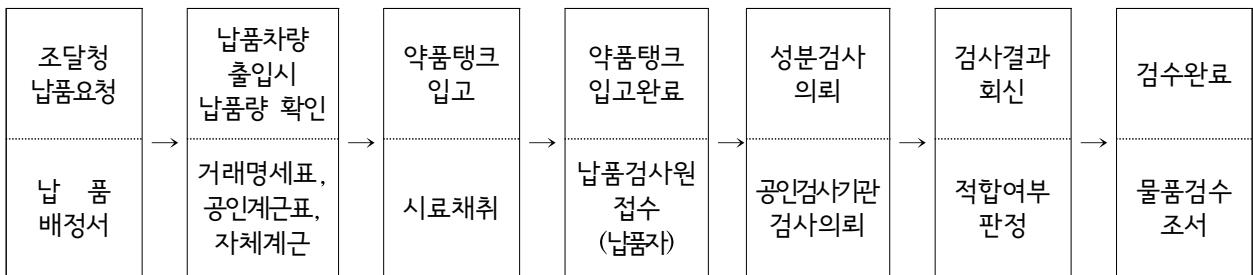 조달청
납품요청
납 품
배정서
→
납품차량
출입시
납품량 확인
거래명세표,
공인계근표,
자체계근
→
약품탱크
입고
시료채취
→
약품탱크
입고완료
납품검사원
접수
(납품자)
→
성분검사
의뢰
공인검사기관
검사의뢰
→
검사결과
회신
적합여부
판정
→
검수완료
물품검수
조서